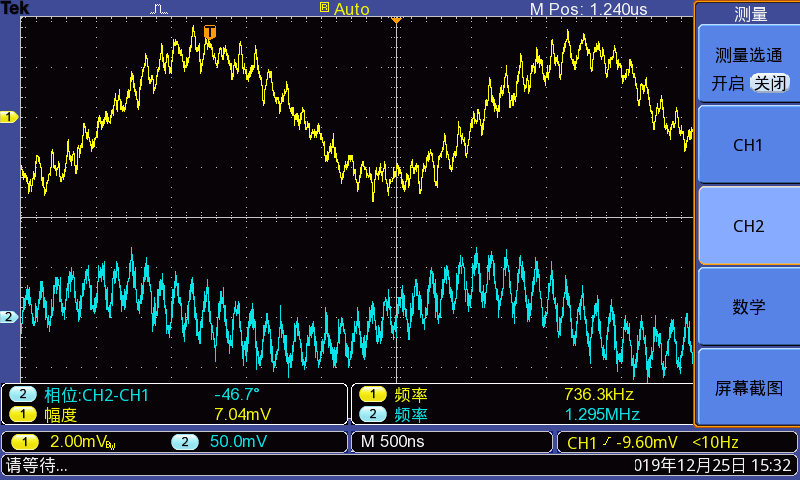 Tek
R Auto
M Pos: 1.240us
测量
测量选通
开启 关闭
T
1
CH1
CH2
2
数学
屏幕截图
2 相位:CH2-CH1 -46.7°
1 幅度 7.04mV
1 频率 736.3kHz
2 频率 1.295MHz
1 2.00mVBw 2 50.0mV
M 500ns
CH1 -9.60mV <10Hz
请等待...
019年12月25日 15:32